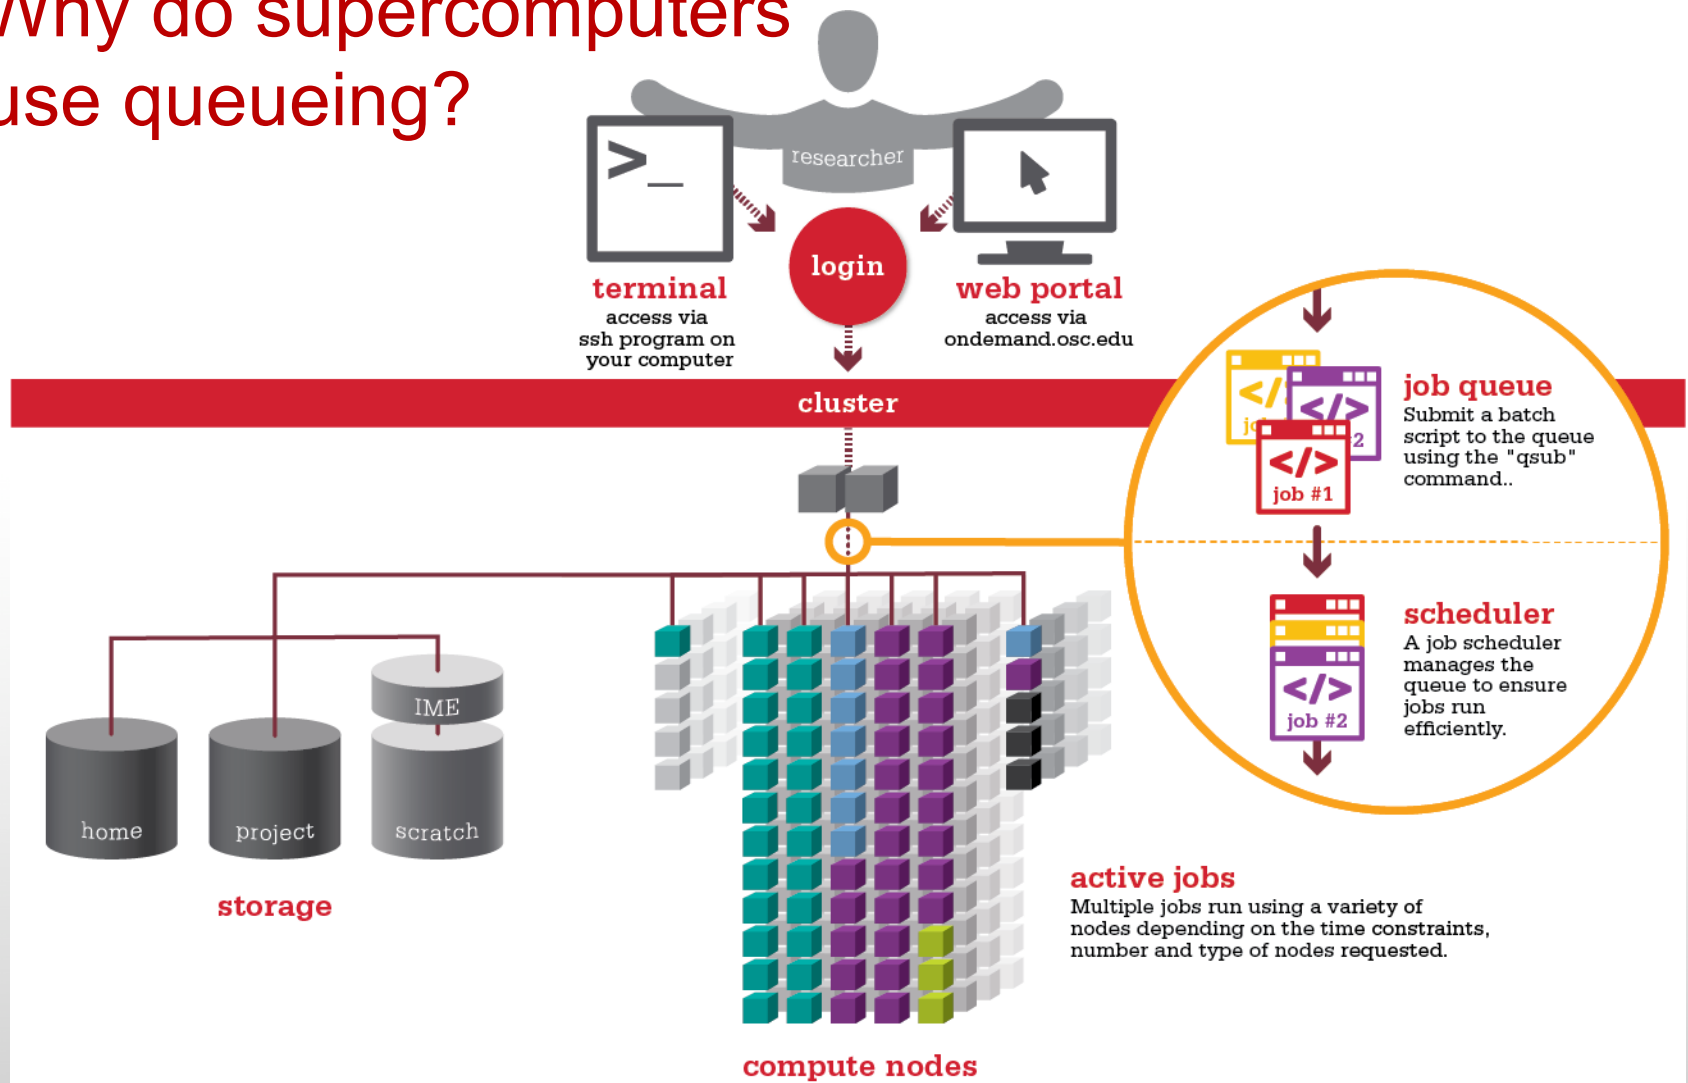 Why do supercomputers
use queueing?
researcher
>_
login
terminal
access via
ssh program on
your computer
web portal
access via
ondemand.osc.edu
cluster
</>
job queue
Submit a batch
script to the queue
using the "qsub"
command..
</>
#2
</>
job #1
scheduler
A job scheduler
manages the
queue to ensure
jobs run
efficiently.
</>
job #2
IME
home
project
scratch
storage
active jobs
Multiple jobs run using a variety of
nodes depending on the time constraints,
number and type of nodes requested.
compute nodes